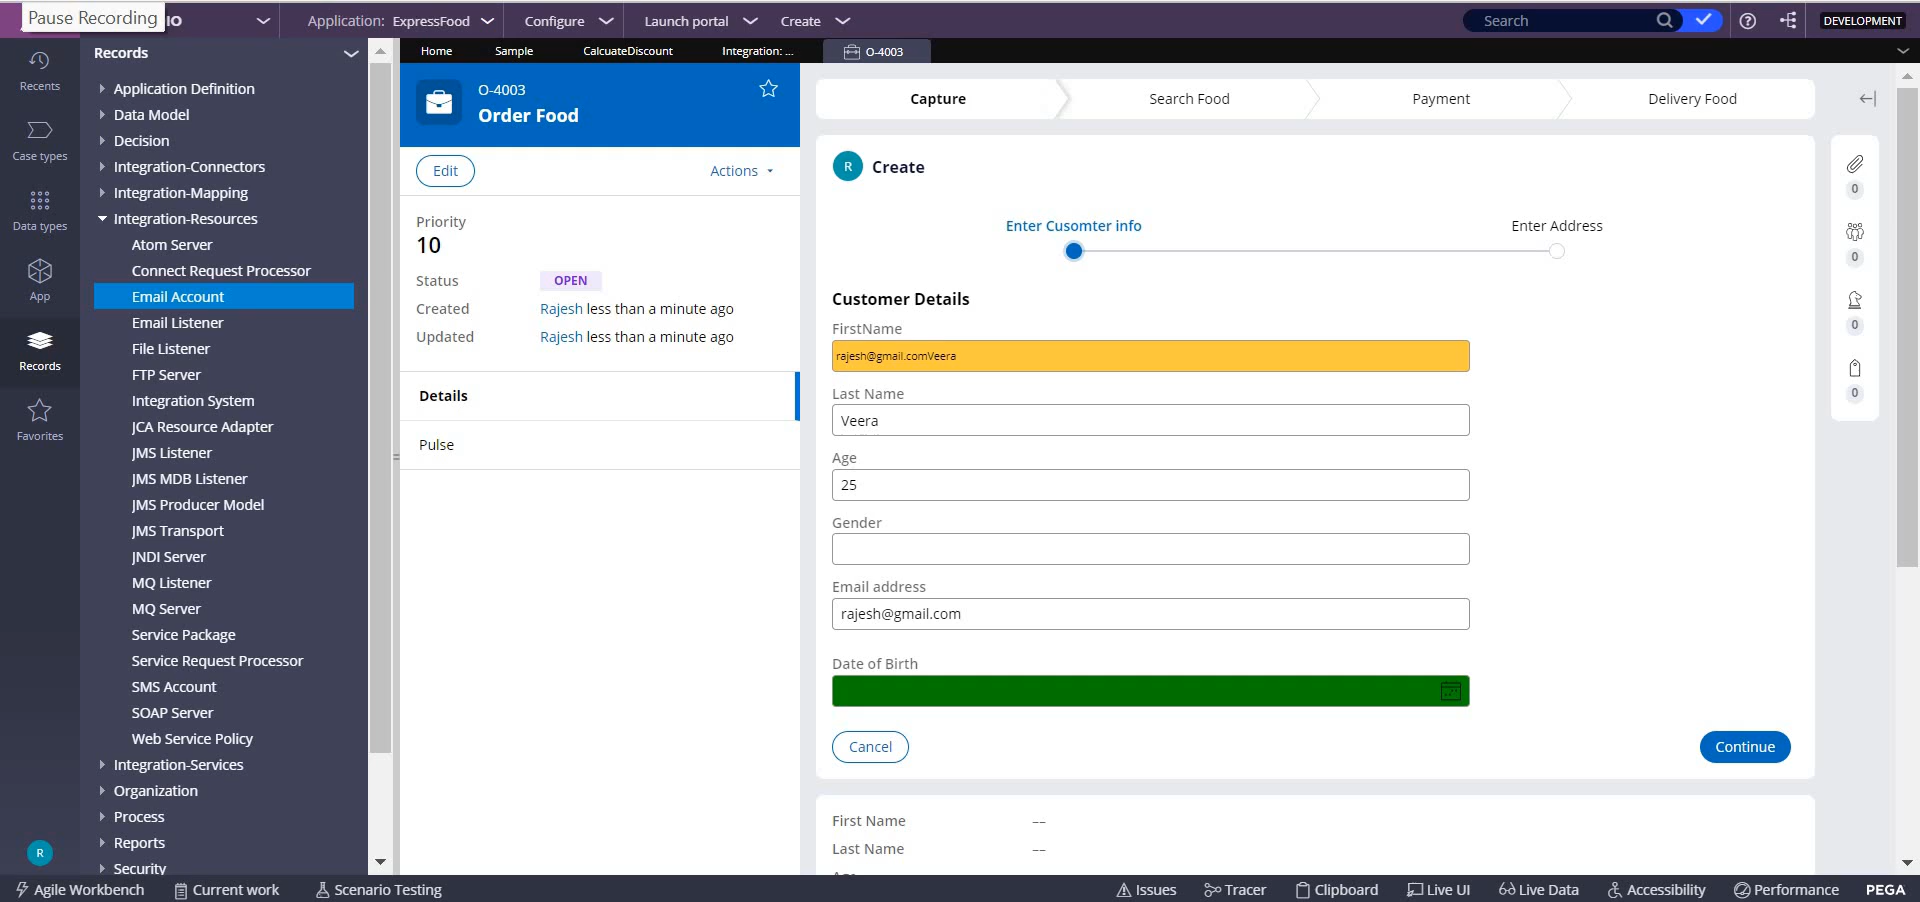 Pause Recording
IO
Application: ExpressFood
Configure
Launch portal
Create
Search
DEVELOPMENT
Recents
Case types
Data types
App
Records
Favorites
R
Records
Application Definition
Data Model
Decision
Integration-Connectors
Integration-Mapping
Integration-Resources
Atom Server
Connect Request Processor
Email Account
Email Listener
File Listener
FTP Server
Integration System
JCA Resource Adapter
JMS Listener
JMS MDB Listener
JMS Producer Model
JMS Transport
JNDI Server
MQ Listener
MQ Server
Service Package
Service Request Processor
SMS Account
SOAP Server
Web Service Policy
Integration-Services
Organization
Process
Reports
Security
Home
Sample
CalcuateDiscount
Integration: ...
O-4003
O-4003
Order Food
Edit
Actions
Priority
10
Status OPEN
Created Rajesh less than a minute ago
Updated Rajesh less than a minute ago
Details
Pulse
Capture
Search Food
Payment
Delivery Food
R Create
Enter Cusomter info
Enter Address
Customer Details
FirstName
rajesh@gmail.comVeera
Last Name
Veera
Age
25
Gender
Email address
rajesh@gmail.com
Date of Birth
Cancel
Continue
First Name --
Last Name --
0
0
0
0
Agile Workbench
Current work
Scenario Testing
Issues
Tracer
Clipboard
Live UI
Live Data
Accessibility
Performance
PEGA